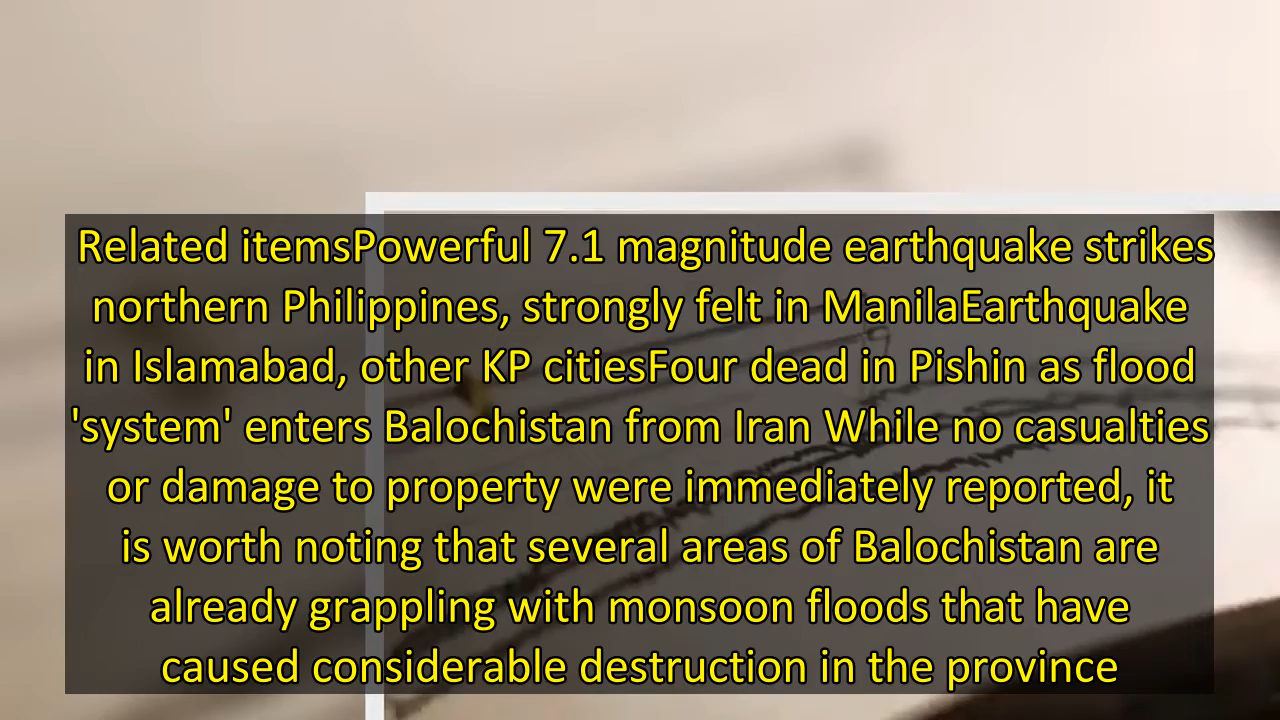 Related itemsPowerful 7.1 magnitude earthquake strikes
northern Philippines, strongly felt in ManilaEarthquake
in Islamabad, other KP citiesFour dead in Pishin as flood
'system' enters Balochistan from Iran While no casualties
or damage to property were immediately reported, it
is worth noting that several areas of Balochistan are
already grappling with monsoon floods that have
caused considerable destruction in the province